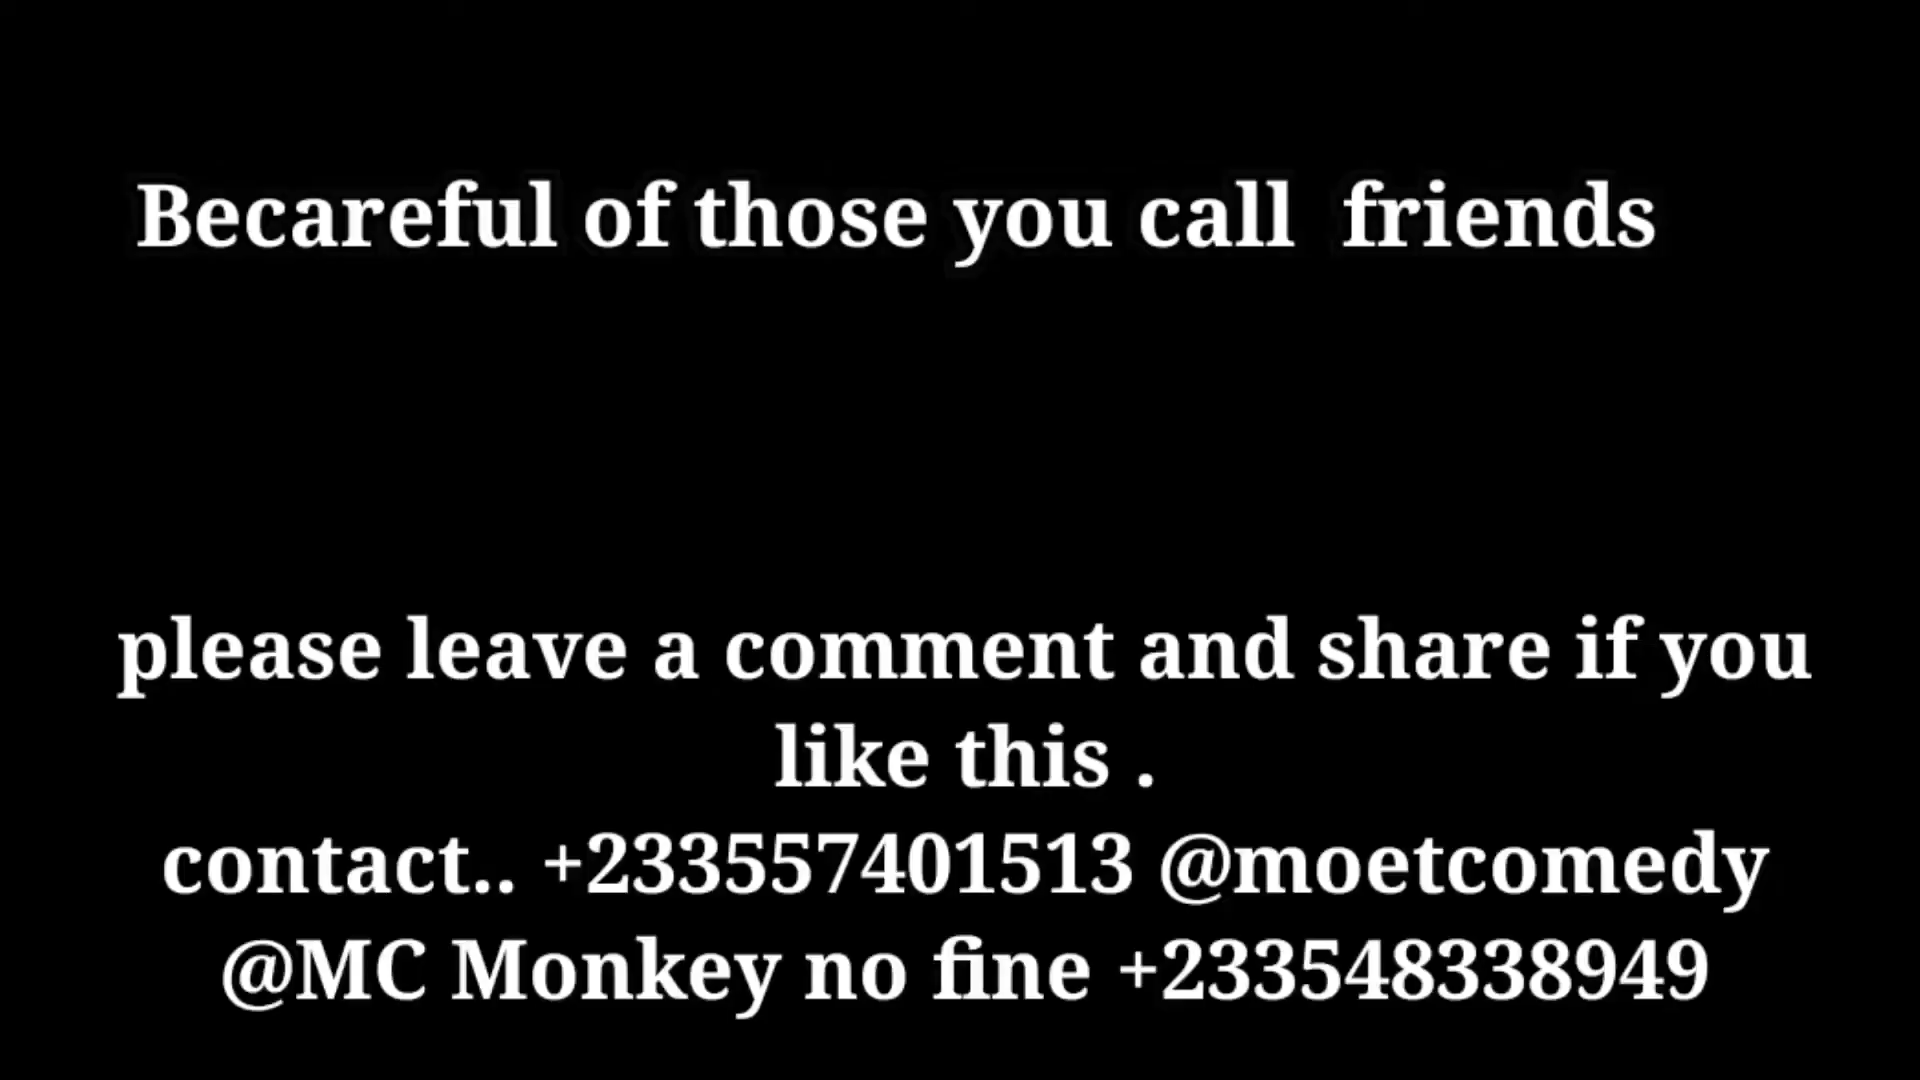 Becareful of those you call  friends
please leave a comment and share if you
like this .
contact.. +233557401513 @moetcomedy
@MC Monkey no fine +233548338949